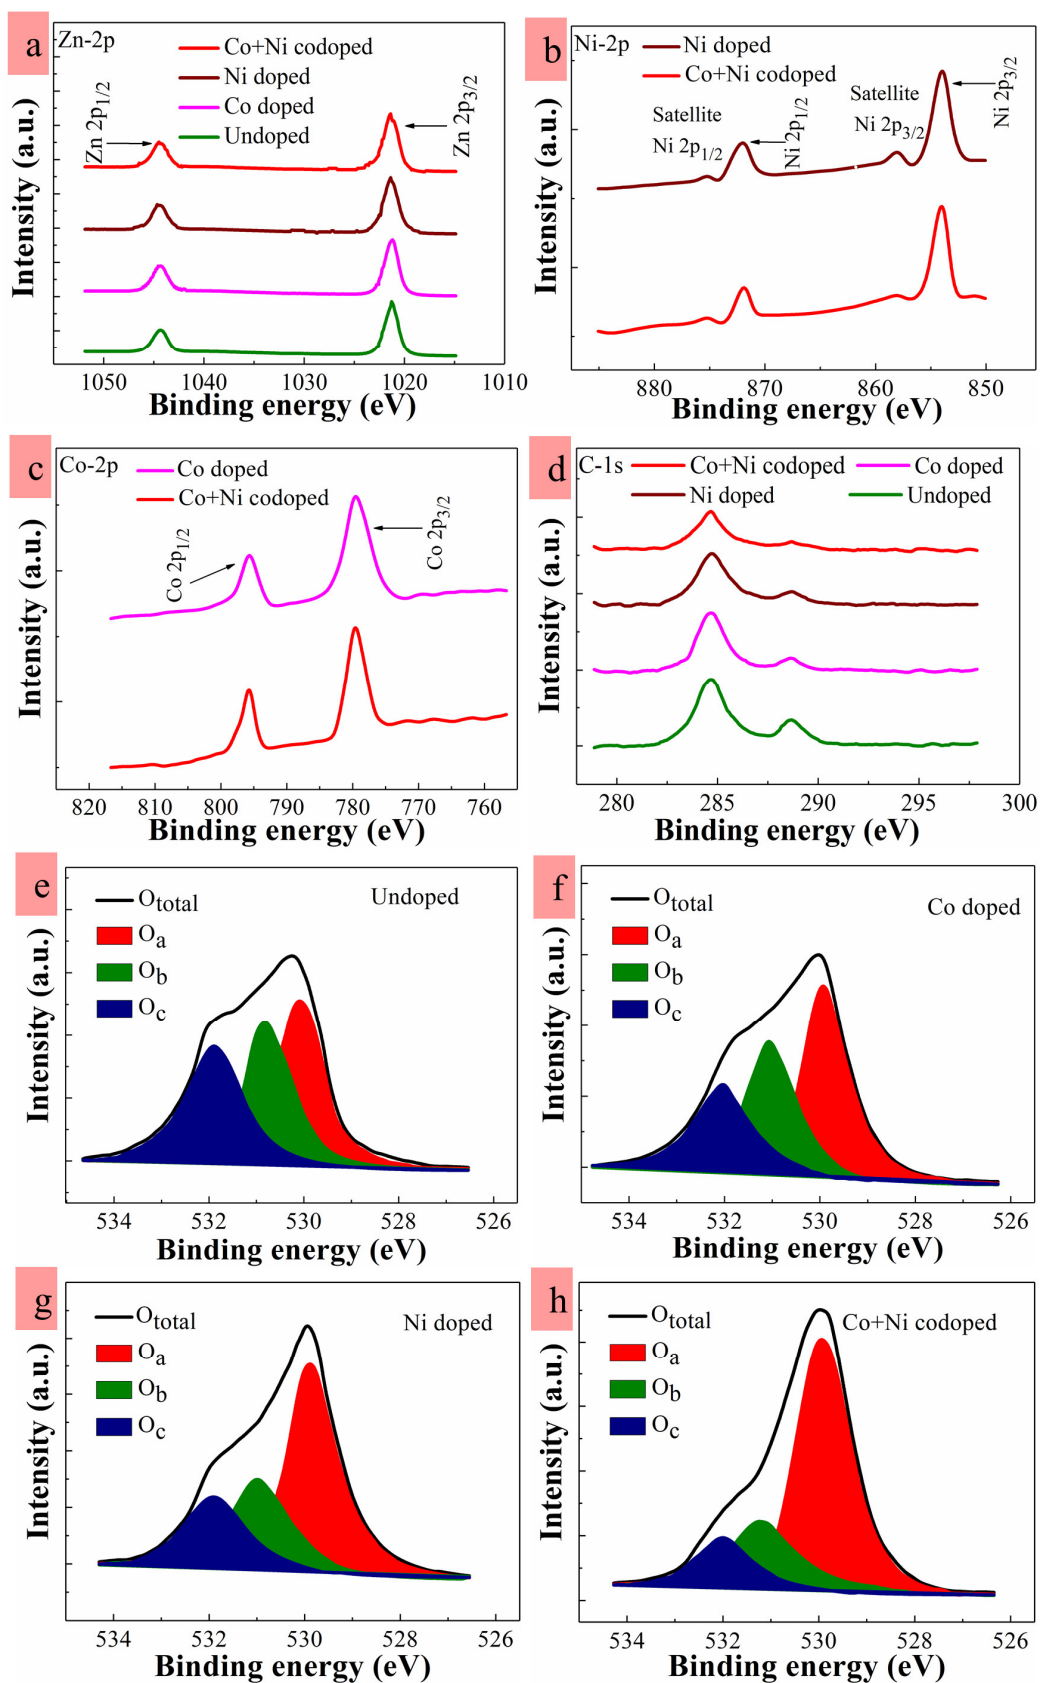 a
Zn-2p
Co+Ni codoped
Ni doped
Co doped
Undoped
Zn 2p1/2
Zn 2p3/2
Intensity (a.u.)
1050 1040 1030 1020 1010
Binding energy (eV)
b
Ni-2p
Ni doped
Co+Ni codoped
Satellite
Ni 2p1/2
Ni 2p1/2
Satellite
Ni 2p3/2
Ni 2p3/2
Intensity (a.u.)
880 870 860 850
Binding energy (eV)
c
Co-2p
Co doped
Co+Ni codoped
Co 2p1/2
Co 2p3/2
Intensity (a.u.)
820 810 800 790 780 770 760
Binding energy (eV)
d
C-1s
Co+Ni codoped
Co doped
Ni doped
Undoped
Intensity (a.u.)
280 285 290 295 300
Binding energy (eV)
e
Ototal
Undoped
Oa
Ob
Oc
Intensity (a.u.)
534 532 530 528 526
Binding energy (eV)
f
Ototal
Co doped
Oa
Ob
Oc
Intensity (a.u.)
534 532 530 528 526
Binding energy (eV)
g
Ototal
Ni doped
Oa
Ob
Oc
Intensity (a.u.)
534 532 530 528 526
Binding energy (eV)
h
Ototal
Co+Ni codoped
Oa
Ob
Oc
Intensity (a.u.)
534 532 530 528 526
Binding energy (eV)